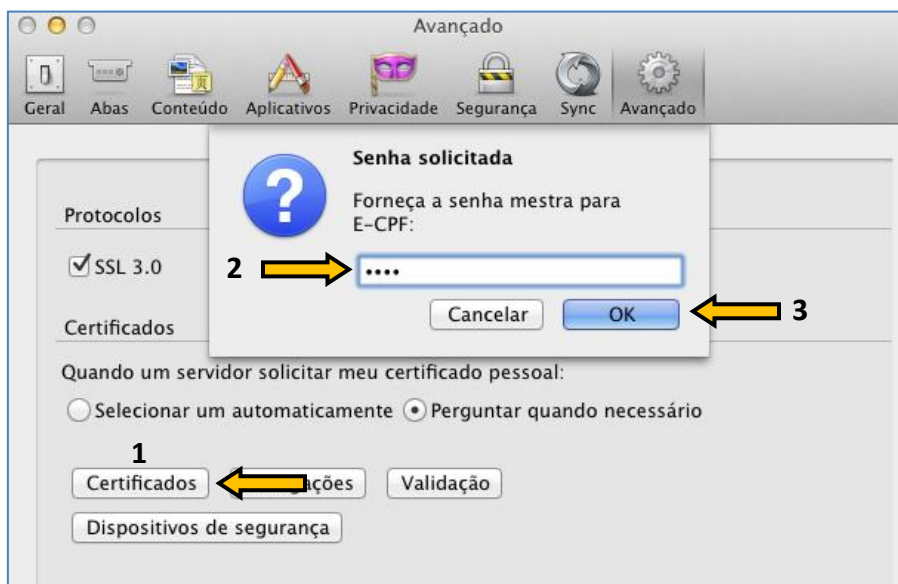 Avançado
Geral Abas Conteúdo Aplicativos Privacidade Segurança Sync Avançado
Senha solicitada
Forneça a senha mestra para
E-CPF:
Protocolos
SSL 3.0
2 ••••
Cancelar OK 3
Certificados
Quando um servidor solicitar meu certificado pessoal:
Selecionar um automaticamente Perguntar quando necessário
1
Certificados Validação
Dispositivos de segurança